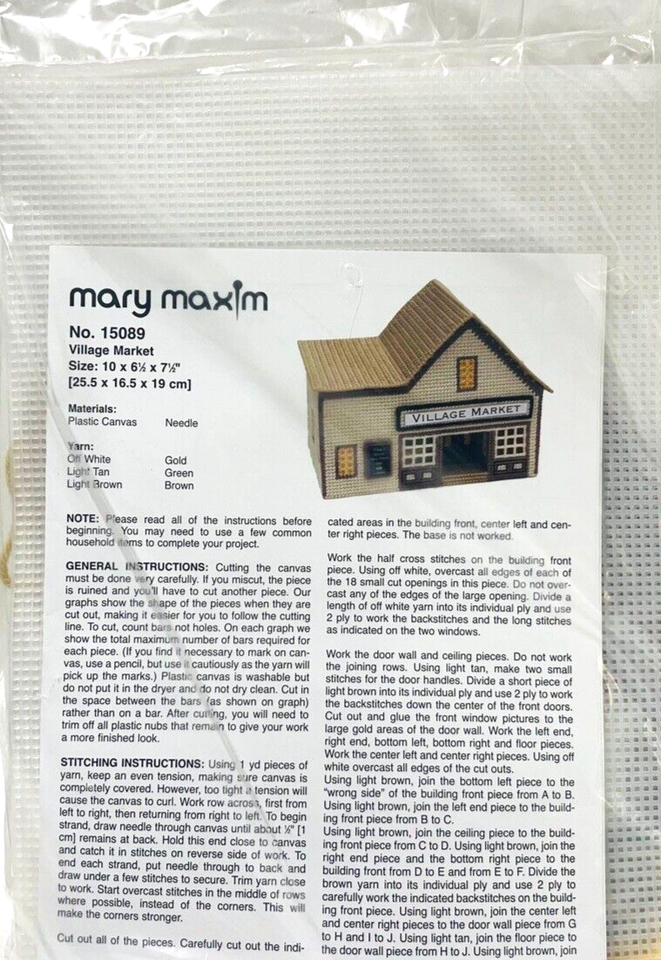 mary maxim
No. 15089
Village Market
Size: 10 x 6½ x 7½"
[25.5 x 16.5 x 19 cm]
Materials:
Plastic Canvas Needle
Yarn:
Off White Gold
Light Tan Green
Light Brown Brown
VILLAGE MARKET
NOTE: Please read all of the instructions before
beginning. You may need to use a few common
household items to complete your project.
GENERAL INSTRUCTIONS: Cutting the canvas
must be done very carefully. If you miscut, the piece
is ruined and you'll have to cut another piece. Our
graphs show the shape of the pieces when they are
cut out, making it easier for you to follow the cutting
line. To cut, count bars not holes. On each graph we
show the total maximum number of bars required for
each piece. (If you find it necessary to mark on can-
vas, use a pencil, but use it cautiously as the yarn will
pick up the marks.) Plastic canvas is washable but
do not put it in the dryer and do not dry clean. Cut in
the space between the bars (as shown on graph)
rather than on a bar. After cutting, you will need to
trim off all plastic nubs that remain to give your work
a more finished look.
STITCHING INSTRUCTIONS: Using 1 yd pieces of
yarn, keep an even tension, making sure canvas is
completely covered. However, too tight a tension will
cause the canvas to curl. Work row across, first from
left to right, then returning from right to left. To begin
strand, draw needle through canvas until about ½" [1
cm] remains at back. Hold this end close to canvas
and catch it in stitches on reverse side of work. To
end each strand, put needle through to back and
draw under a few stitches to secure. Trim yarn close
to work. Start overcast stitches in the middle of rows
where possible, instead of the corners. This will
make the corners stronger.
Cut out all of the pieces. Carefully cut out the indi-
cated areas in the building front, center left and cen-
ter right pieces. The base is not worked.
Work the half cross stitches on the building front
piece. Using off white, overcast all edges of each of
the 18 small cut openings in this piece. Do not over-
cast any of the edges of the large opening. Divide a
length of off white yarn into its individual ply and use
2 ply to work the backstitches and the long stitches
as indicated on the two windows.
Work the door wall and ceiling pieces. Do not work
the joining rows. Using light tan, make two small
stitches for the door handles. Divide a short piece of
light brown into its individual ply and use 2 ply to work
the backstitches down the center of the front doors.
Cut out and glue the front window pictures to the
large gold areas of the door wall. Work the left end,
right end, bottom left, bottom right and floor pieces.
Work the center left and center right pieces. Using off
white overcast all edges of the cut outs.
Using light brown, join the bottom left piece to the
"wrong side" of the building front piece from A to B.
Using light brown, join the left end piece to the build-
ing front piece from B to C.
Using light brown, join the ceiling piece to the build-
ing front piece from C to D. Using light brown, join the
right end piece and the bottom right piece to the
building front from D to E and from E to F. Divide the
brown yarn into its individual ply and use 2 ply to
carefully work the indicated backstitches on the build-
ing front piece. Using light brown, join the center left
and center right pieces to the door wall piece from G
to H and I to J. Using light tan, join the floor piece to
the door wall piece from H to J. Using light brown, join